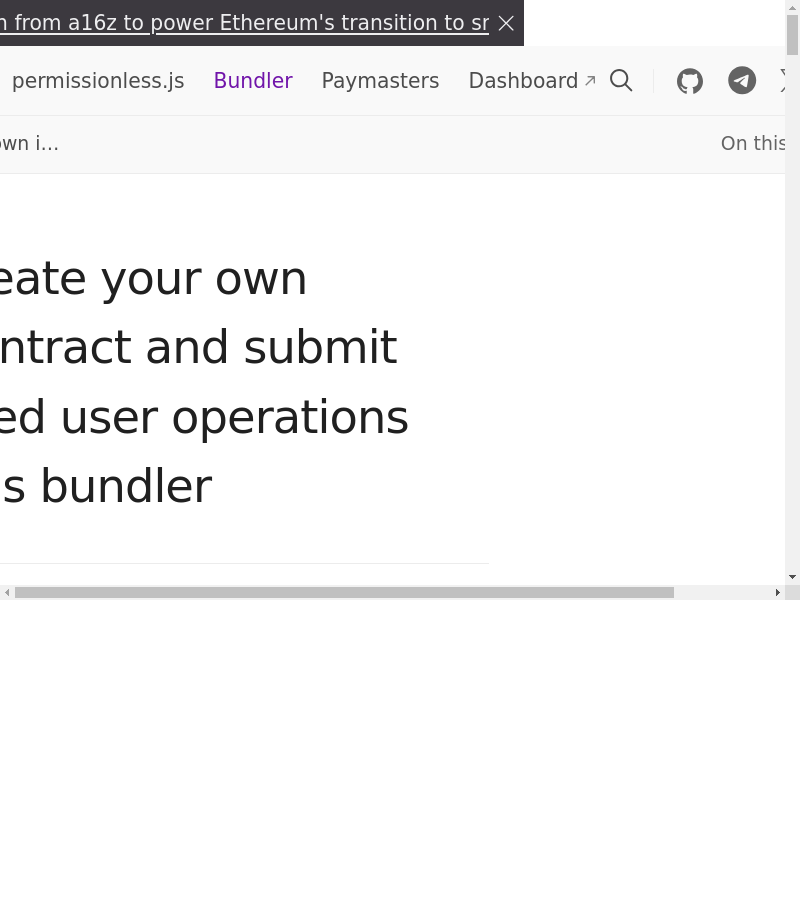 from a16z to power Ethereum's transition to
permissionless.js Bundler Paymasters Dashboard
own i…
On this
eate your own
ntract and submit
ed user operations
s bundler